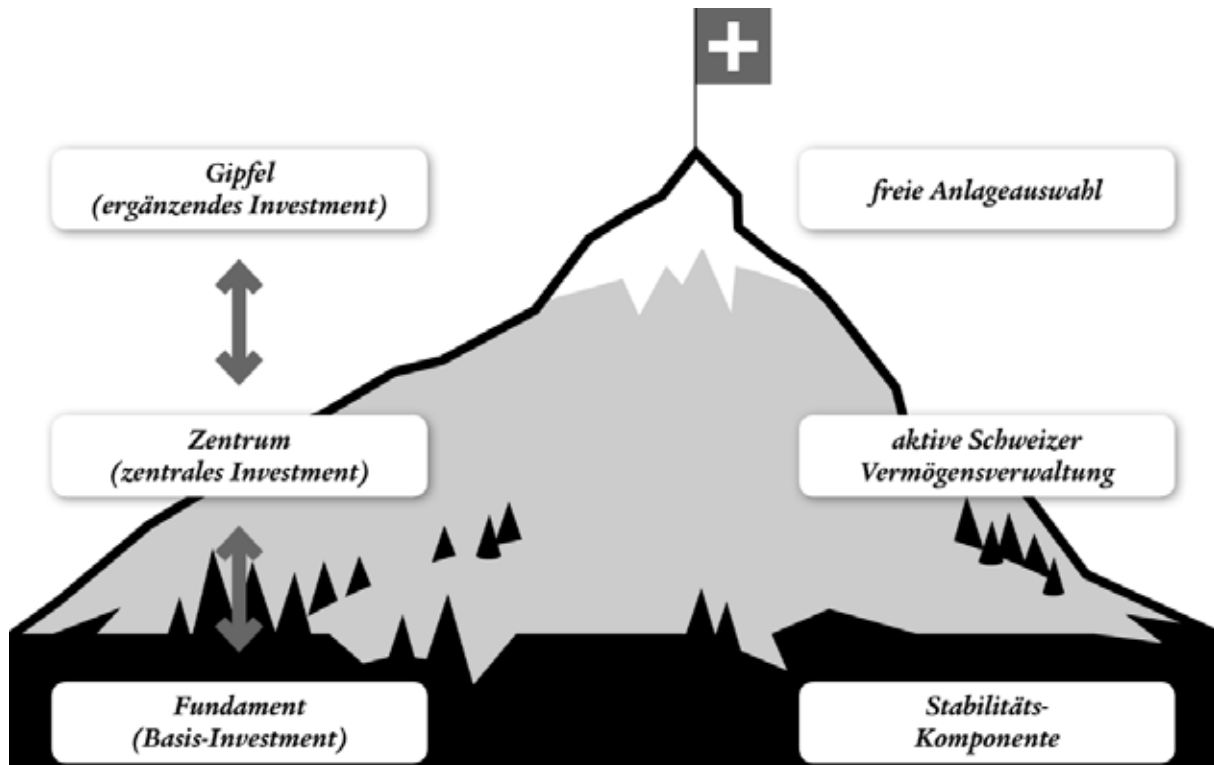 Gipfel
(ergänzendes Investment)
freie Anlageauswahl
Zentrum
(zentrales Investment)
aktive Schweizer
Vermögensverwaltung
Fundament
(Basis-Investment)
Stabilitäts-
Komponente